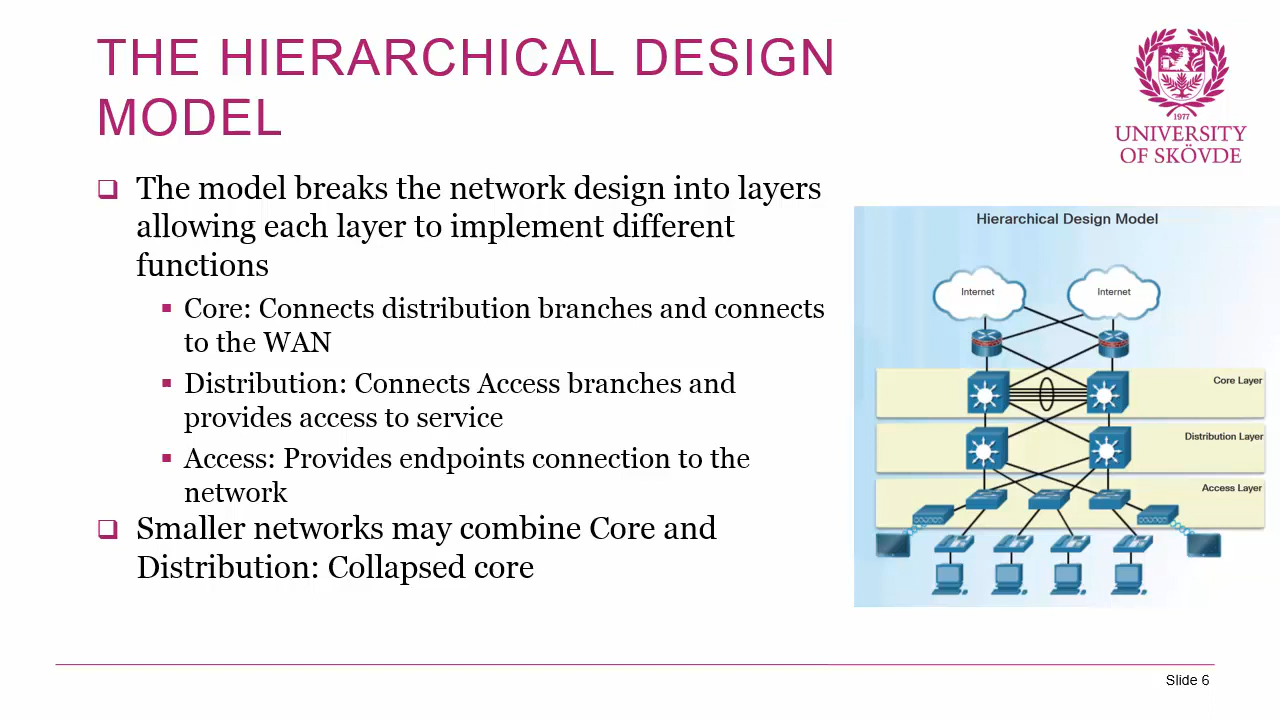 THE HIERARCHICAL DESIGN
MODEL
1977
UNIVERSITY
OF SKÖVDE
❑ The model breaks the network design into layers
allowing each layer to implement different
functions
▪ Core: Connects distribution branches and connects
to the WAN
▪ Distribution: Connects Access branches and
provides access to service
▪ Access: Provides endpoints connection to the
network
❑ Smaller networks may combine Core and
Distribution: Collapsed core
Hierarchical Design Model
Internet
Internet
Core Layer
Distribution Layer
Access Layer
Slide 6